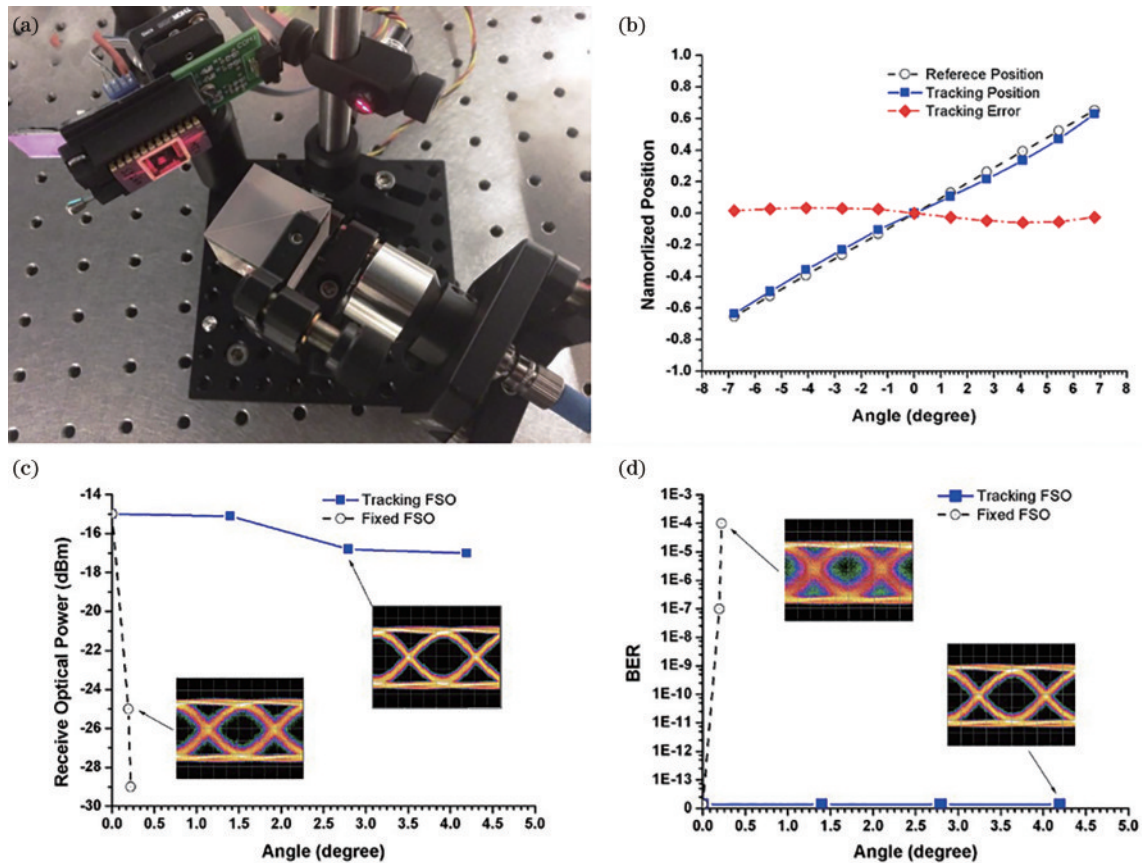 (a)
(b)
1.0
0.8
0.6
0.4
0.2
0.0
-0.2
-0.4
-0.6
-0.8
-1.0
Namorlized Position
Referece Position
Tracking Position
Tracking Error
-8 -7 -6 -5 -4 -3 -2 -1 0 1 2 3 4 5 6 7 8
Angle (degree)
(c)
-14
-16
-18
-20
-22
-24
-26
-28
-30
Receive Optical Power (dBm)
Tracking FSO
Fixed FSO
0.0 0.5 1.0 1.5 2.0 2.5 3.0 3.5 4.0 4.5 5.0
Angle (degree)
(d)
1E-3
1E-4
1E-5
1E-6
1E-7
1E-8
1E-9
1E-10
1E-11
1E-12
1E-13
0
BER
Tracking FSO
Fixed FSO
0.0 0.5 1.0 1.5 2.0 2.5 3.0 3.5 4.0 4.5 5.0
Angle (degree)